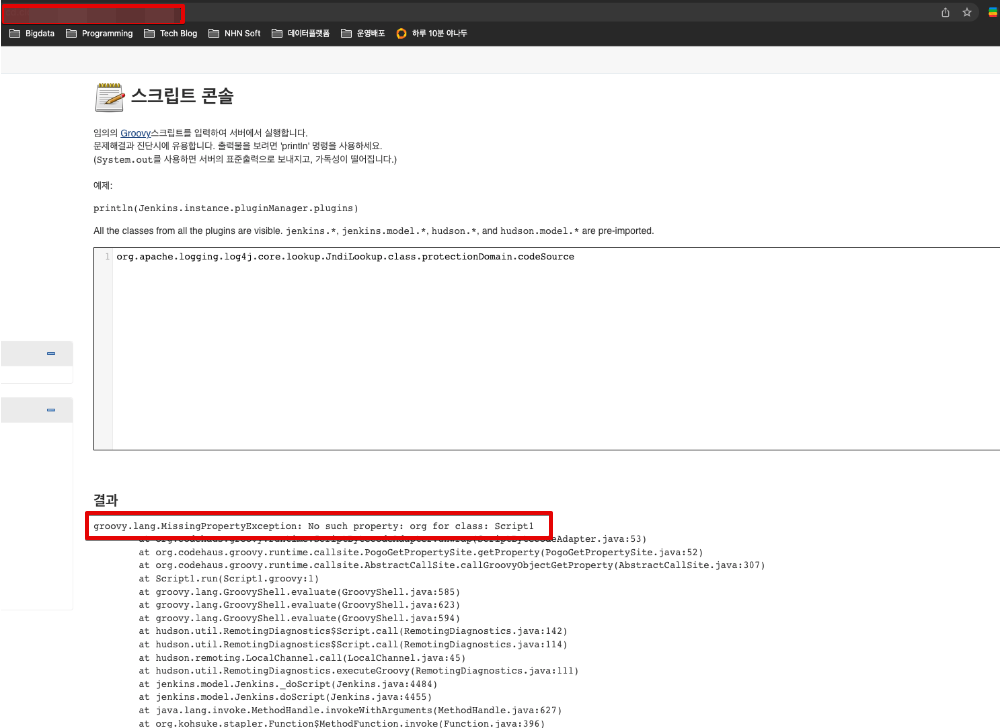 Bigdata Programming Tech Blog NHN Soft 데이터플랫폼 운영배포 하루 10분 야나두
스크립트 콘솔
임의의 Groovy스크립트를 입력하여 서버에서 실행합니다.
문제해결과 진단시에 유용합니다. 출력물을 보려면 'println' 명령을 사용하세요.
(System.out를 사용하면 서버의 표준출력으로 보내지고, 가독성이 떨어집니다.)
예제:
println(Jenkins.instance.pluginManager.plugins)
All the classes from all the plugins are visible. jenkins.*, jenkins.model.*, hudson.*, and hudson.model.* are pre-imported.
1 org.apache.logging.log4j.core.lookup.JndiLookup.class.protectionDomain.codeSource
결과
groovy.lang.MissingPropertyException: No such property: org for class: Script1
at org.codehaus.groovy.runtime.ScriptBytecodeAdapter.unwrap(ScriptBytecodeAdapter.java:53)
at org.codehaus.groovy.runtime.callsite.PogoGetPropertySite.getProperty(PogoGetPropertySite.java:52)
at org.codehaus.groovy.runtime.callsite.AbstractCallSite.callGroovyObjectGetProperty(AbstractCallSite.java:307)
at Script1.run(Script1.groovy:1)
at groovy.lang.GroovyShell.evaluate(GroovyShell.java:585)
at groovy.lang.GroovyShell.evaluate(GroovyShell.java:623)
at groovy.lang.GroovyShell.evaluate(GroovyShell.java:594)
at hudson.util.RemotingDiagnostics$Script.call(RemotingDiagnostics.java:142)
at hudson.util.RemotingDiagnostics$Script.call(RemotingDiagnostics.java:114)
at hudson.remoting.LocalChannel.call(LocalChannel.java:45)
at hudson.util.RemotingDiagnostics.executeGroovy(RemotingDiagnostics.java:111)
at jenkins.model.Jenkins._doScript(Jenkins.java:4484)
at jenkins.model.Jenkins.doScript(Jenkins.java:4455)
at java.lang.invoke.MethodHandle.invokeWithArguments(MethodHandle.java:627)
at org.kohsuke.stapler.Function$MethodFunction.invoke(Function.java:396)